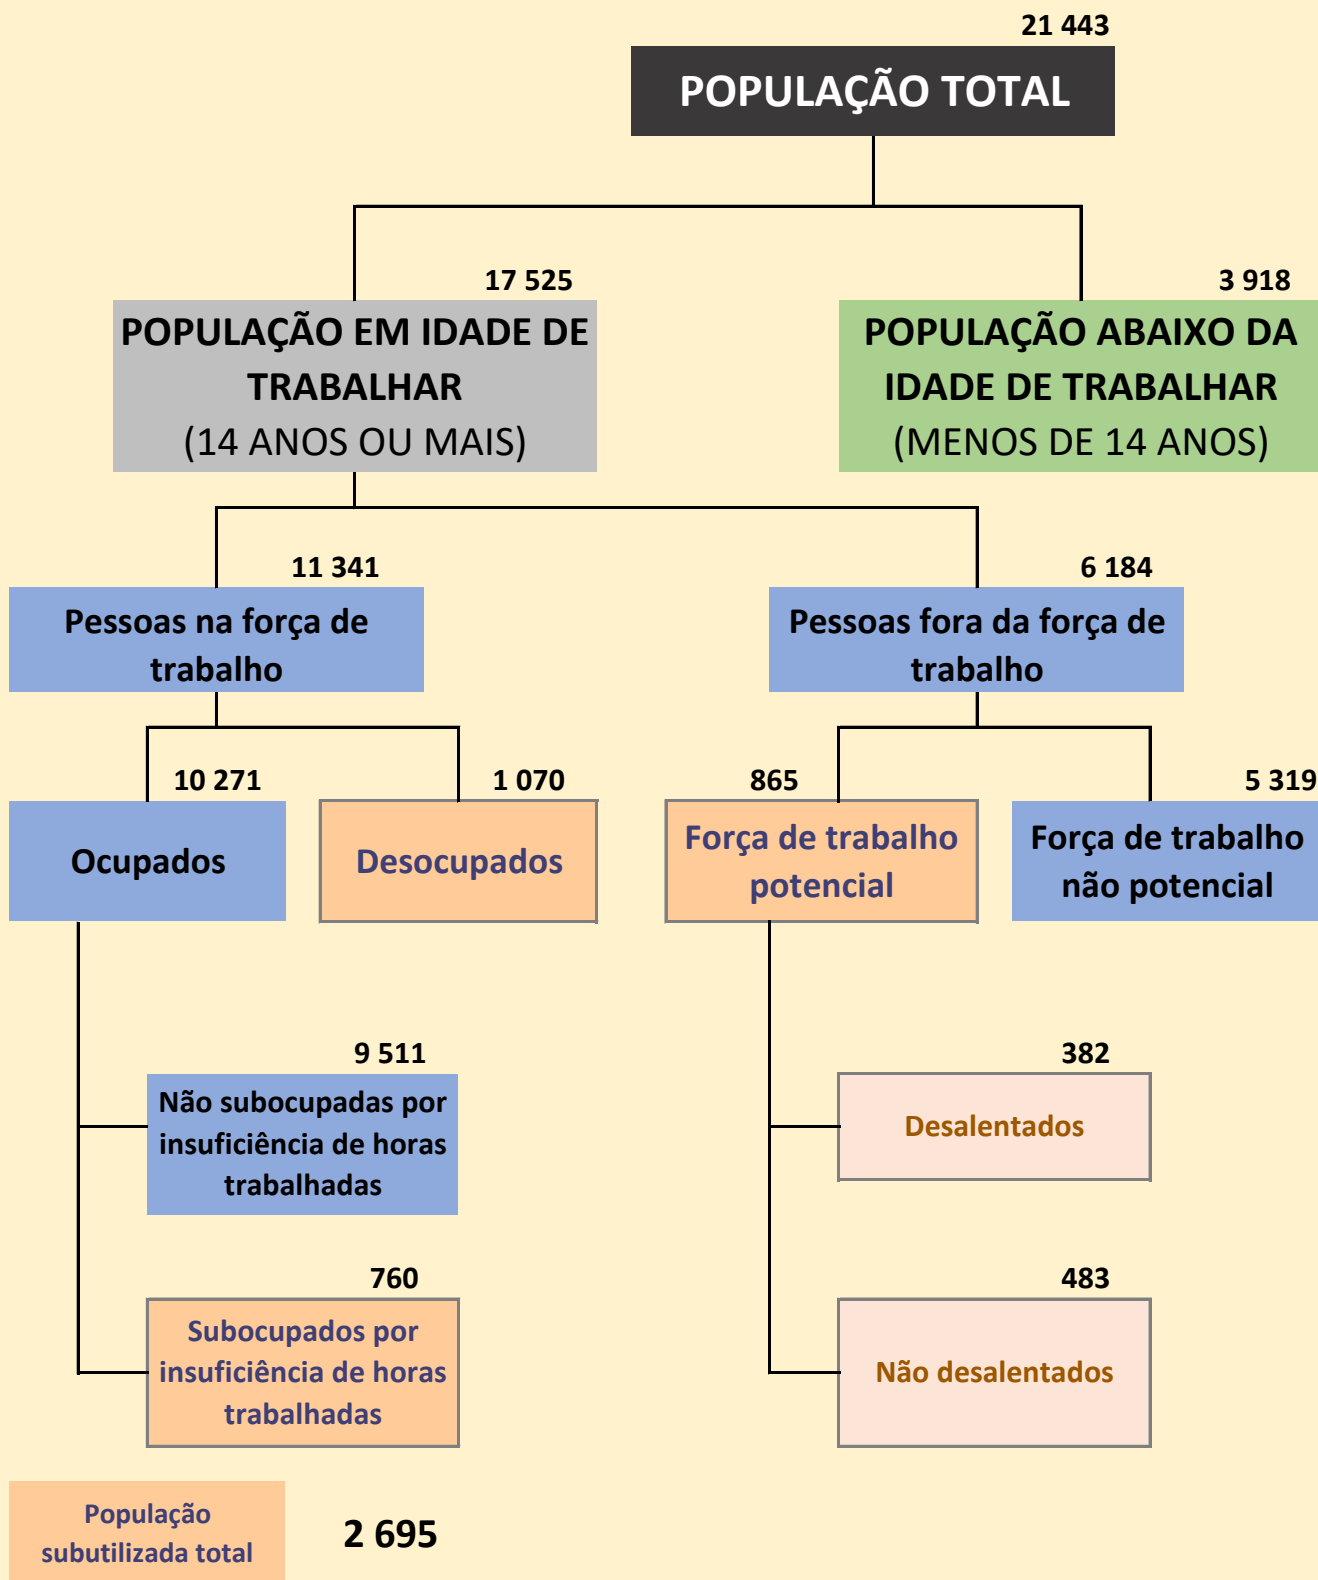 21 443
POPULAÇÃO TOTAL
17 525
POPULAÇÃO EM IDADE DE
TRABALHAR
(14 ANOS OU MAIS)
3 918
POPULAÇÃO ABAIXO DA
IDADE DE TRABALHAR
(MENOS DE 14 ANOS)
11 341
Pessoas na força de
trabalho
6 184
Pessoas fora da força de
trabalho
10 271
Ocupados
1 070
Desocupados
865
Força de trabalho
potencial
5 319
Força de trabalho
não potencial
9 511
Não subocupadas por
insuficiência de horas
trabalhadas
382
Desalentados
760
Subocupados por
insuficiência de horas
trabalhadas
483
Não desalentados
População
subutilizada total
2 695